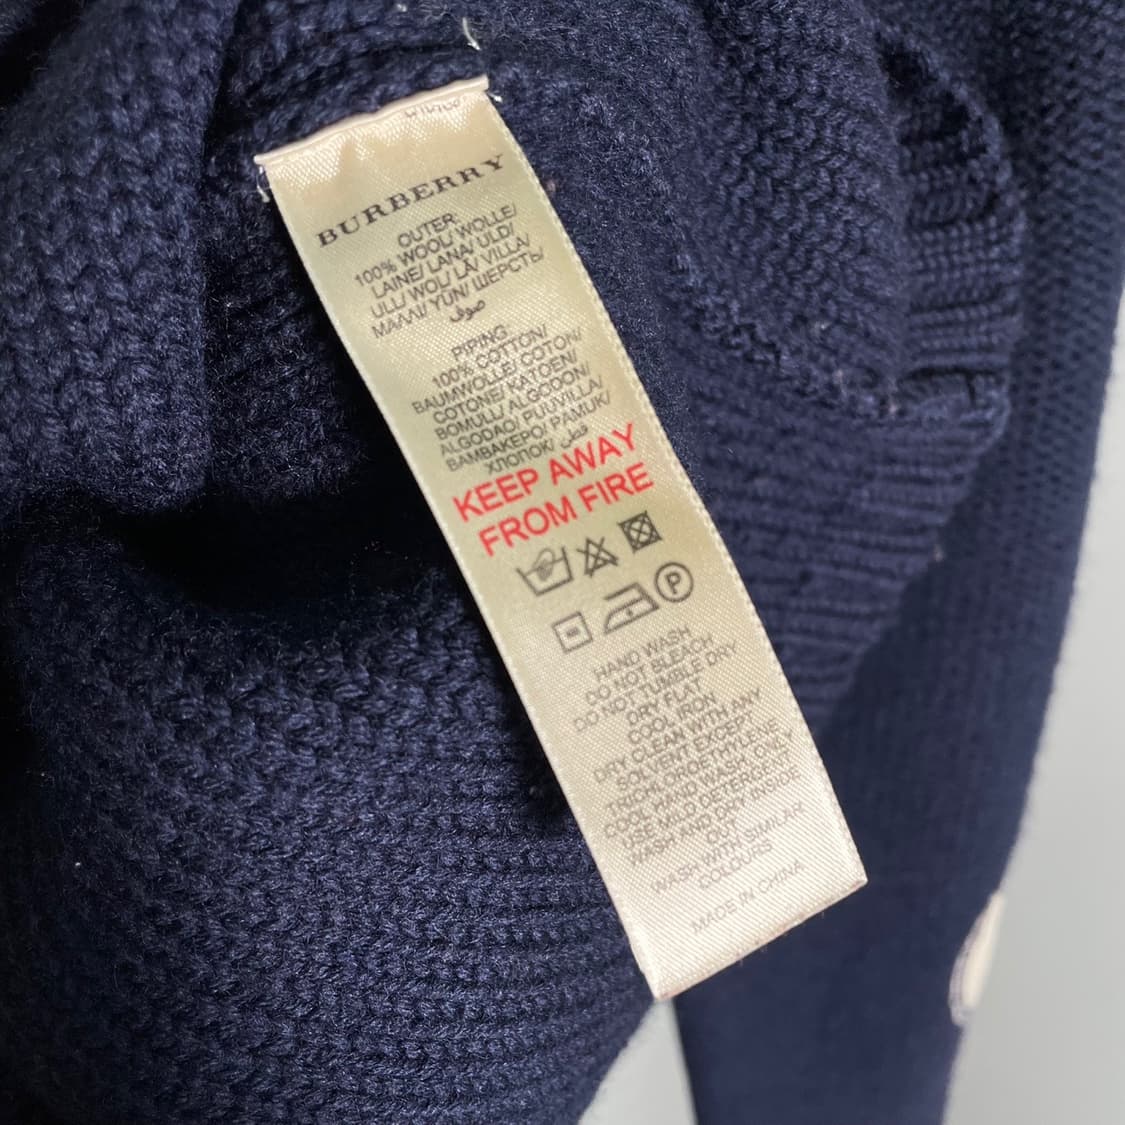 BURBERRY
OUTER:
100% WOOL/ WOLLE/
LAINE/ LANA/ ULD/
ULL/ WOL/ LÃ/ VILLA/
ΜΑΛΛΙ/ YÜN/ ШЕРСТЬ/
صوف
PIPING:
100% COTTON/
BAUMWOLLE/ COTON/
COTONE/ KATOEN/
BOMULL/ ALGODON/
ALGODAO/ PUUVILLA/
ΒΑΜΒΑΚΕΡΟ/ PAMUK/
ХЛОПОК/ قطن
KEEP AWAY
FROM FIRE
P
HAND WASH
DO NOT BLEACH
DO NOT TUMBLE DRY
DRY FLAT
COOL IRON
DRY CLEAN WITH ANY
SOLVENT EXCEPT
TRICHLOROETHYLENE
COOL HAND WASH ONLY
USE MILD DETERGENT
WASH AND DRY INSIDE
OUT
WASH WITH SIMILAR
COLOURS
MADE IN CHINA